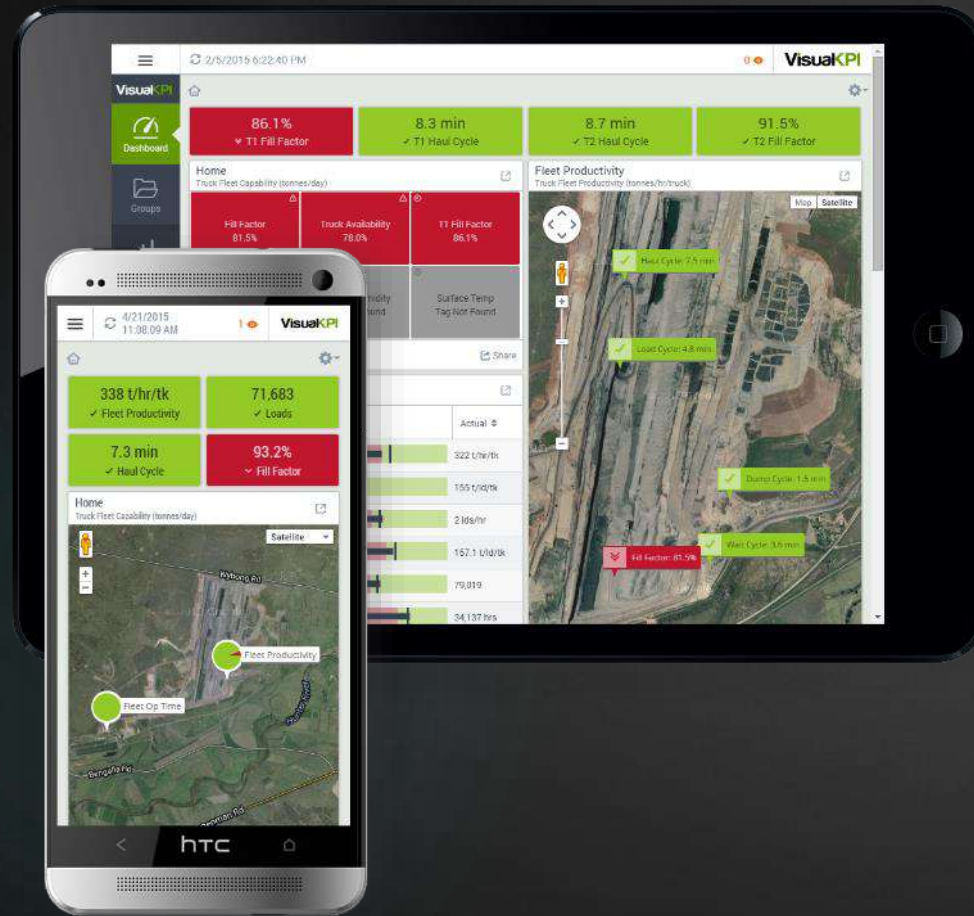 2/5/2015 6:22:40 PM
0
VisualKPI
VisualKPI
Dashboard
Groups
86.1%
T1 Fill Factor
8.3 min
T1 Haul Cycle
8.7 min
T2 Haul Cycle
91.5%
T2 Fill Factor
Home
Truck Fleet Capability (tonnes/day)
Fill Factor
81.5%
Truck Availability
78.0%
T1 Fill Factor
86.1%
Surface Temp
Tag Not Found
Share
Actual
322 t/hr/tk
155 t/ld/tk
2 lds/hr
167.1 t/ld/tk
79,019
34,137 hrs
Fleet Productivity
Truck Fleet Productivity (tonnes/hr/truck)
Map
Satellite
Haul Cycle: 7.5 min
Load Cycle: 4.8 min
Dump Cycle: 1.5 min
Wait Cycle: 3.6 min
Fill Factor: 81.5%
4/21/2015
11:08:09 AM
1
VisualKPI
338 t/hr/tk
Fleet Productivity
71,683
Loads
7.3 min
Haul Cycle
93.2%
Fill Factor
Home
Truck Fleet Capability (tonnes/day)
Satellite
Wybong Rd
Fleet Productivity
Fleet Op Time
Hunter River
Bengalla Rd
hTC